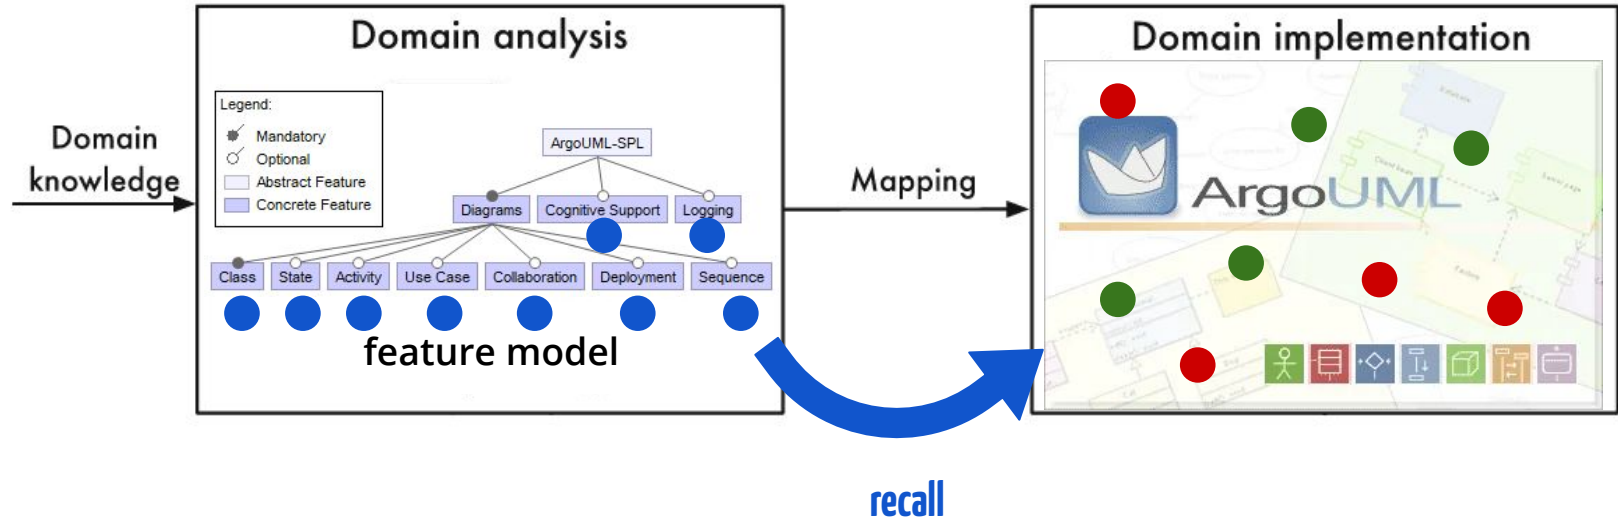 Domain
knowledge
Domain analysis
Legend:
Mandatory
Optional
Abstract Feature
Concrete Feature
ArgoUML-SPL
Diagrams
Cognitive Support
Logging
Class
State
Activity
Use Case
Collaboration
Deployment
Sequence
feature model
Mapping
recall
Domain implementation
ArgoUML